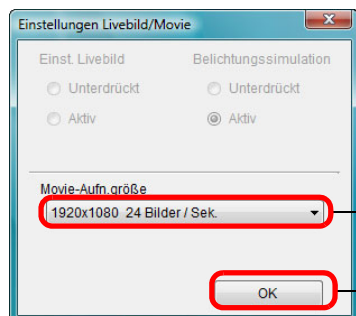 Einstellungen Livebild/Movie
Einst. Livebild Belichtungssimulation
Unterdrückt Unterdrückt
Aktiv Aktiv
Movie-Aufn.größe
1920x1080 24 Bilder / Sek.
OK